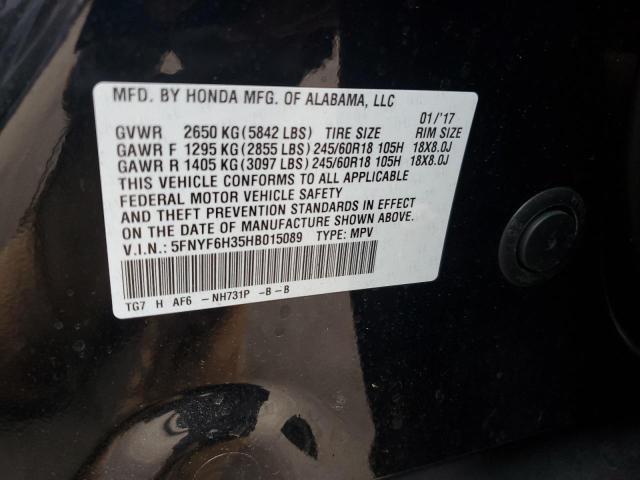 MFD. BY HONDA MFG. OF ALABAMA, LLC
01/'17
GVWR 2650 KG (5842 LBS) TIRE SIZE RIM SIZE
GAWR F 1295 KG (2855 LBS) 245/60R18 105H 18X8.0J
GAWR R 1405 KG (3097 LBS) 245/60R18 105H 18X8.0J
THIS VEHICLE CONFORMS TO ALL APPLICABLE
FEDERAL MOTOR VEHICLE SAFETY
AND THEFT PREVENTION STANDARDS IN EFFECT
ON THE DATE OF MANUFACTURE SHOWN ABOVE.
V.I.N.: 5FNYF6H35HB015089 TYPE: MPV
TG7 H AF6 -NH731P -B-B